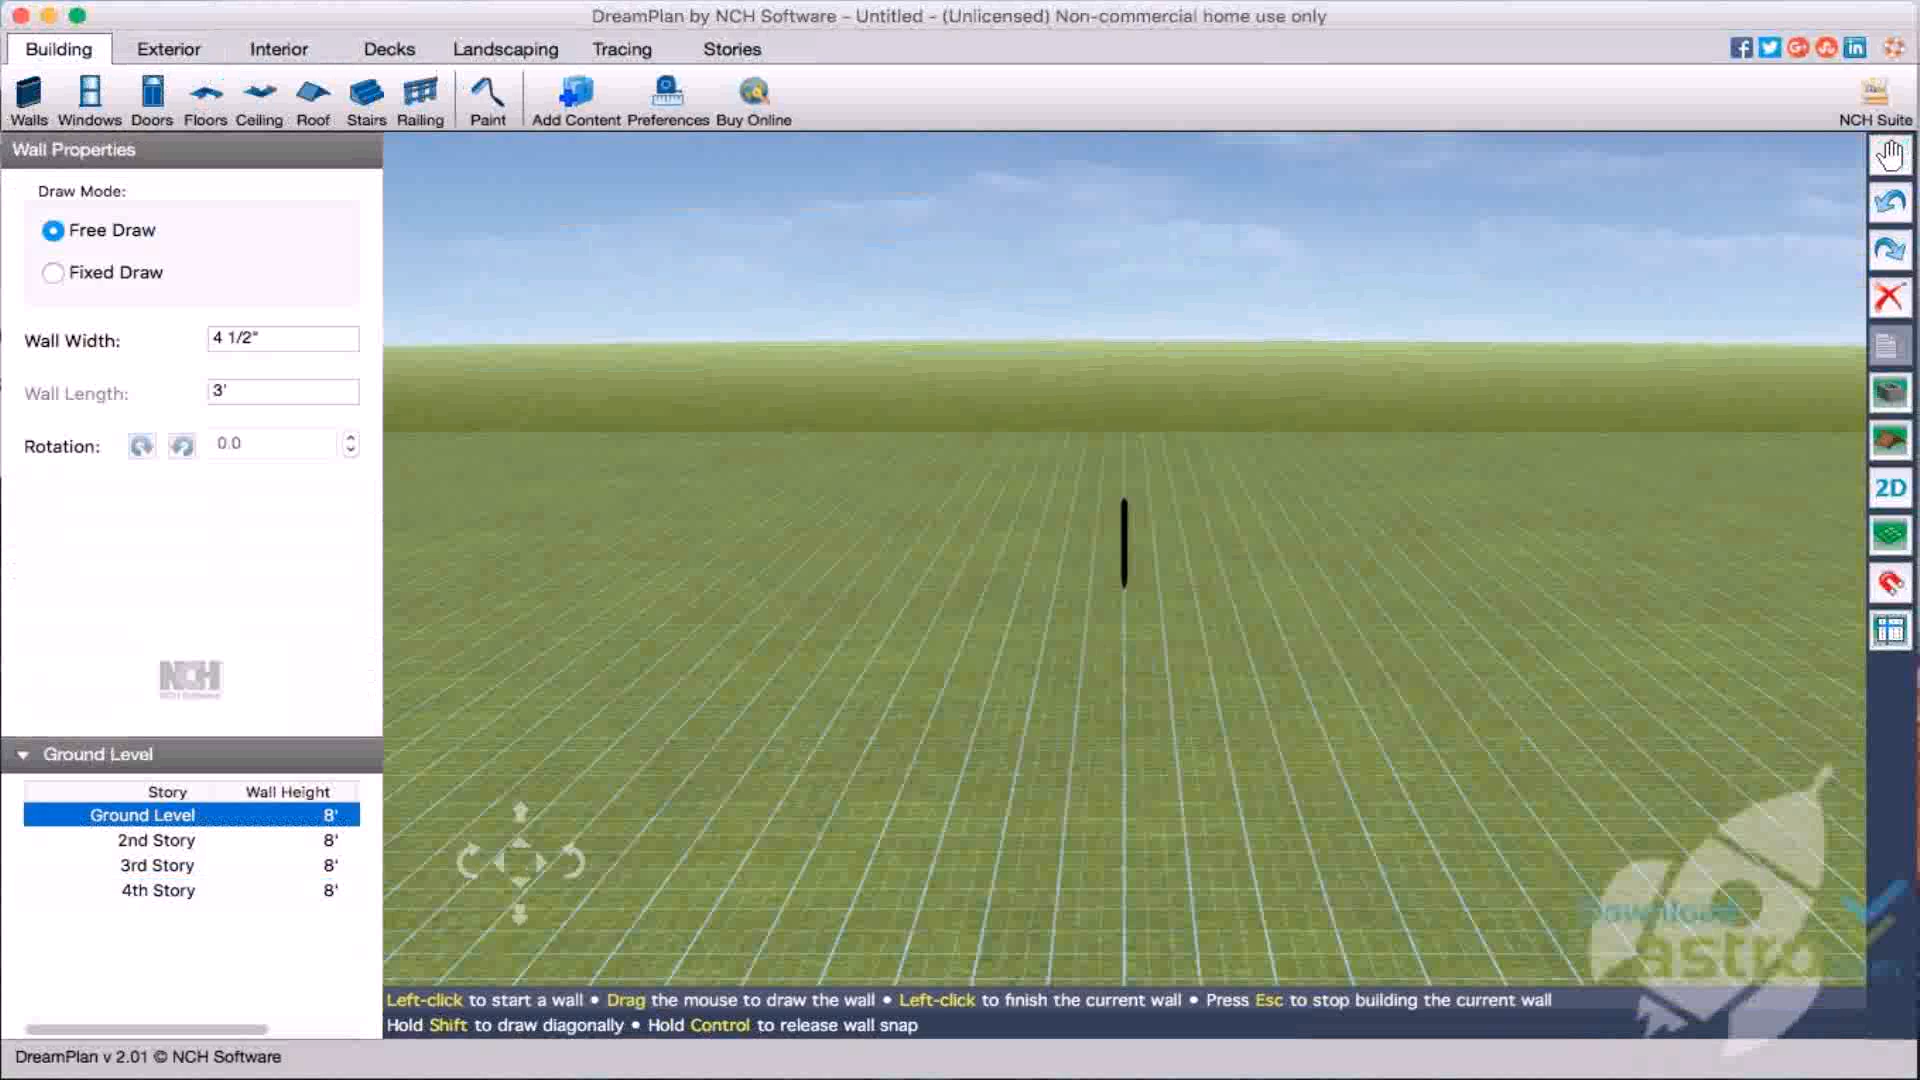 DreamPlan by NCH Software - Untitled - (Unlicensed) Non-commercial home use only
Building Exterior Interior Decks Landscaping Tracing Stories
Walls Windows Doors Floors Ceiling Roof Stairs Railing Paint Add Content Preferences Buy Online NCH Suite
Wall Properties
Draw Mode:
Free Draw
Fixed Draw
Wall Width: 4 1/2"
Wall Length: 3'
Rotation: 0.0
2D
NCH
NCH Software
Ground Level
Story Wall Height
Ground Level 8'
2nd Story 8'
3rd Story 8'
4th Story 8'
Download
astro
Left-click to start a wall • Drag the mouse to draw the wall • Left-click to finish the current wall • Press Esc to stop building the current wall
Hold Shift to draw diagonally • Hold Control to release wall snap
DreamPlan v 2.01 © NCH Software